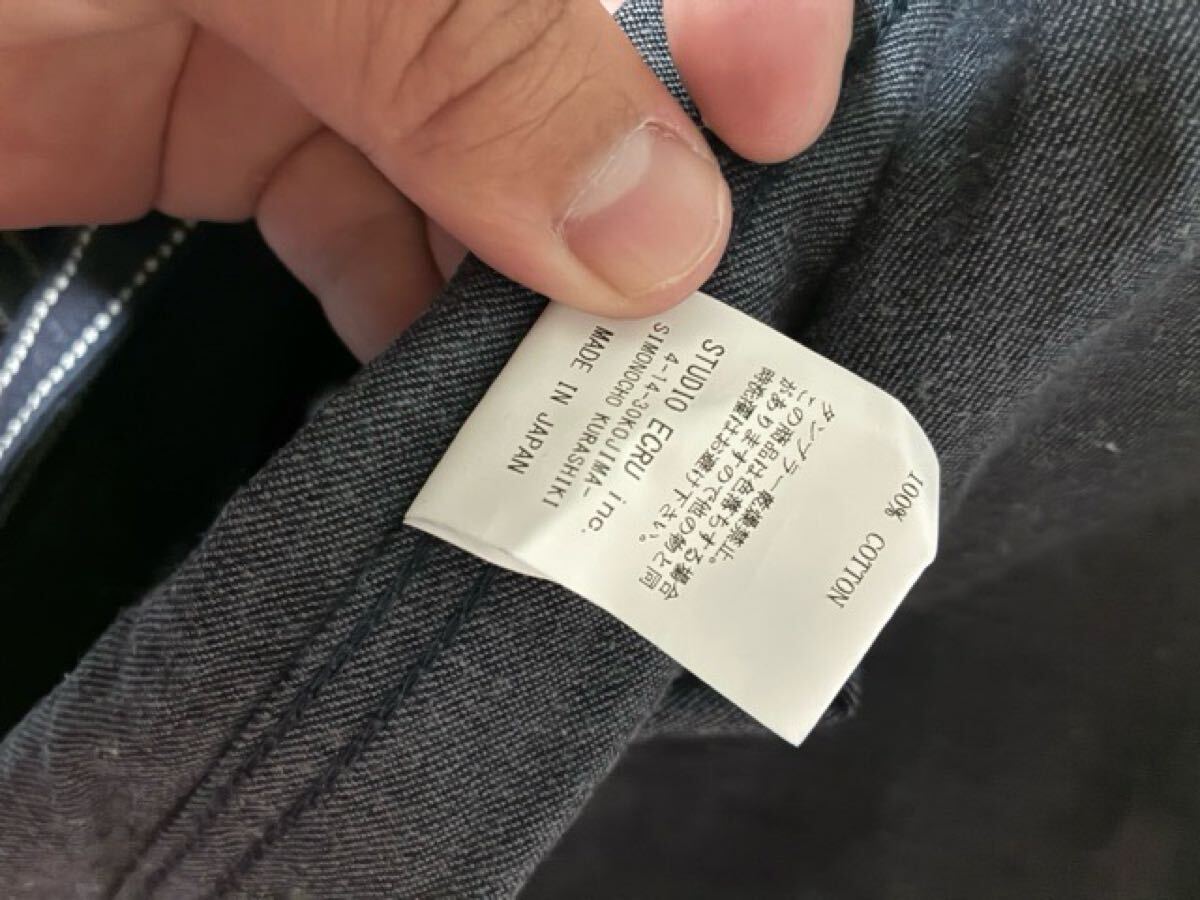 100% COTTON
タンブラー乾燥禁止。
この商品は色落ちする場合
がありますので他の物と同
時洗濯はお避け下さい。
STUDIO ECRU inc.
4-14-30KOJIMA-
SIMONOCHO KURASHIKI
MADE IN JAPAN